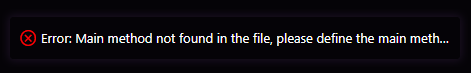 Error: Main method not found in the file, please define the main meth...